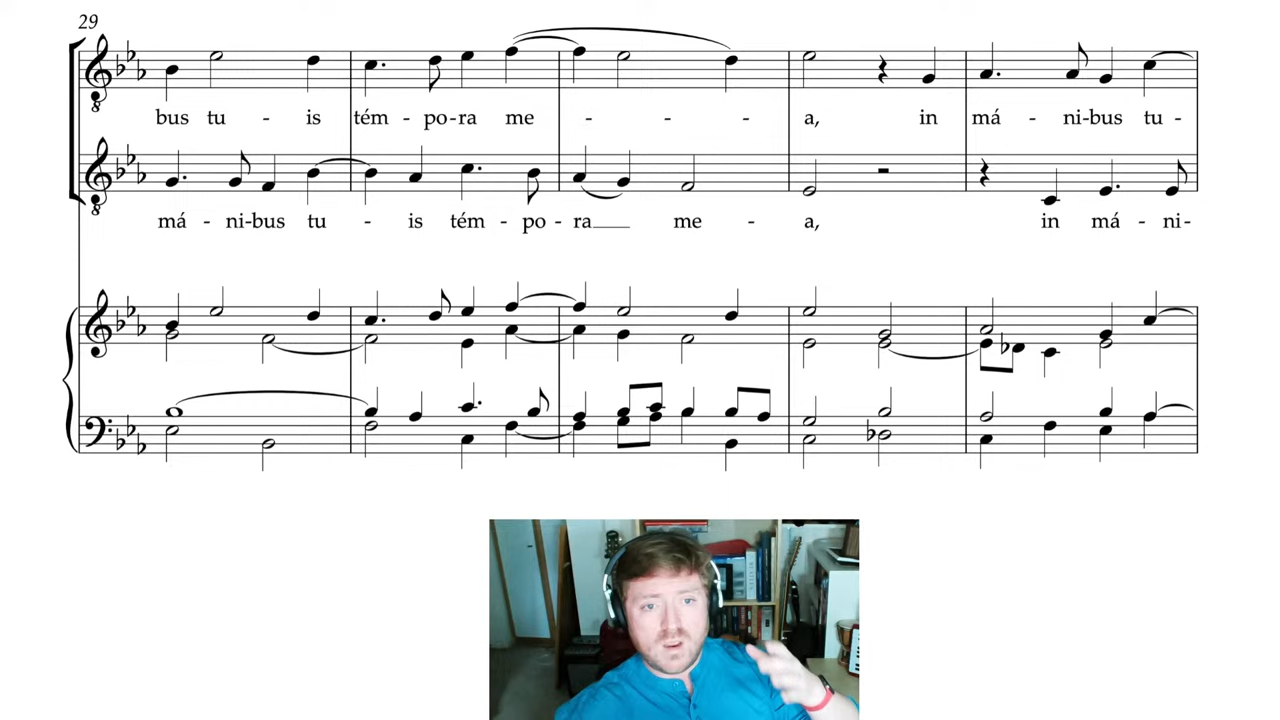 29
bus tu - is tém - po-ra me - - - a, in má - ni-bus tu -
má - ni-bus tu - is tém - po - ra me - a, in má - ni-